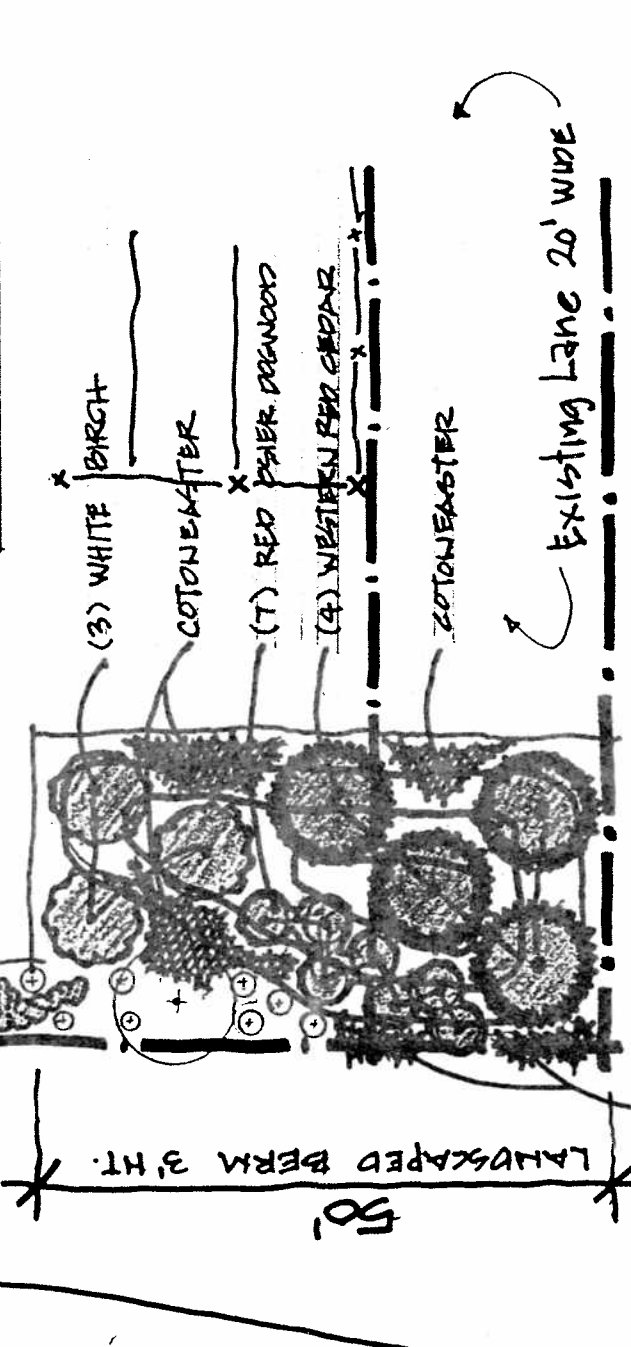 (3) WHITE BIRCH
COTONEASTER
(7) RED OSIER DOGWOOD
(4) WESTERN RED CEDAR
COTONEASTER
Existing Lane 20' WIDE
LANDSCAPED BERM 3' HT.
50'